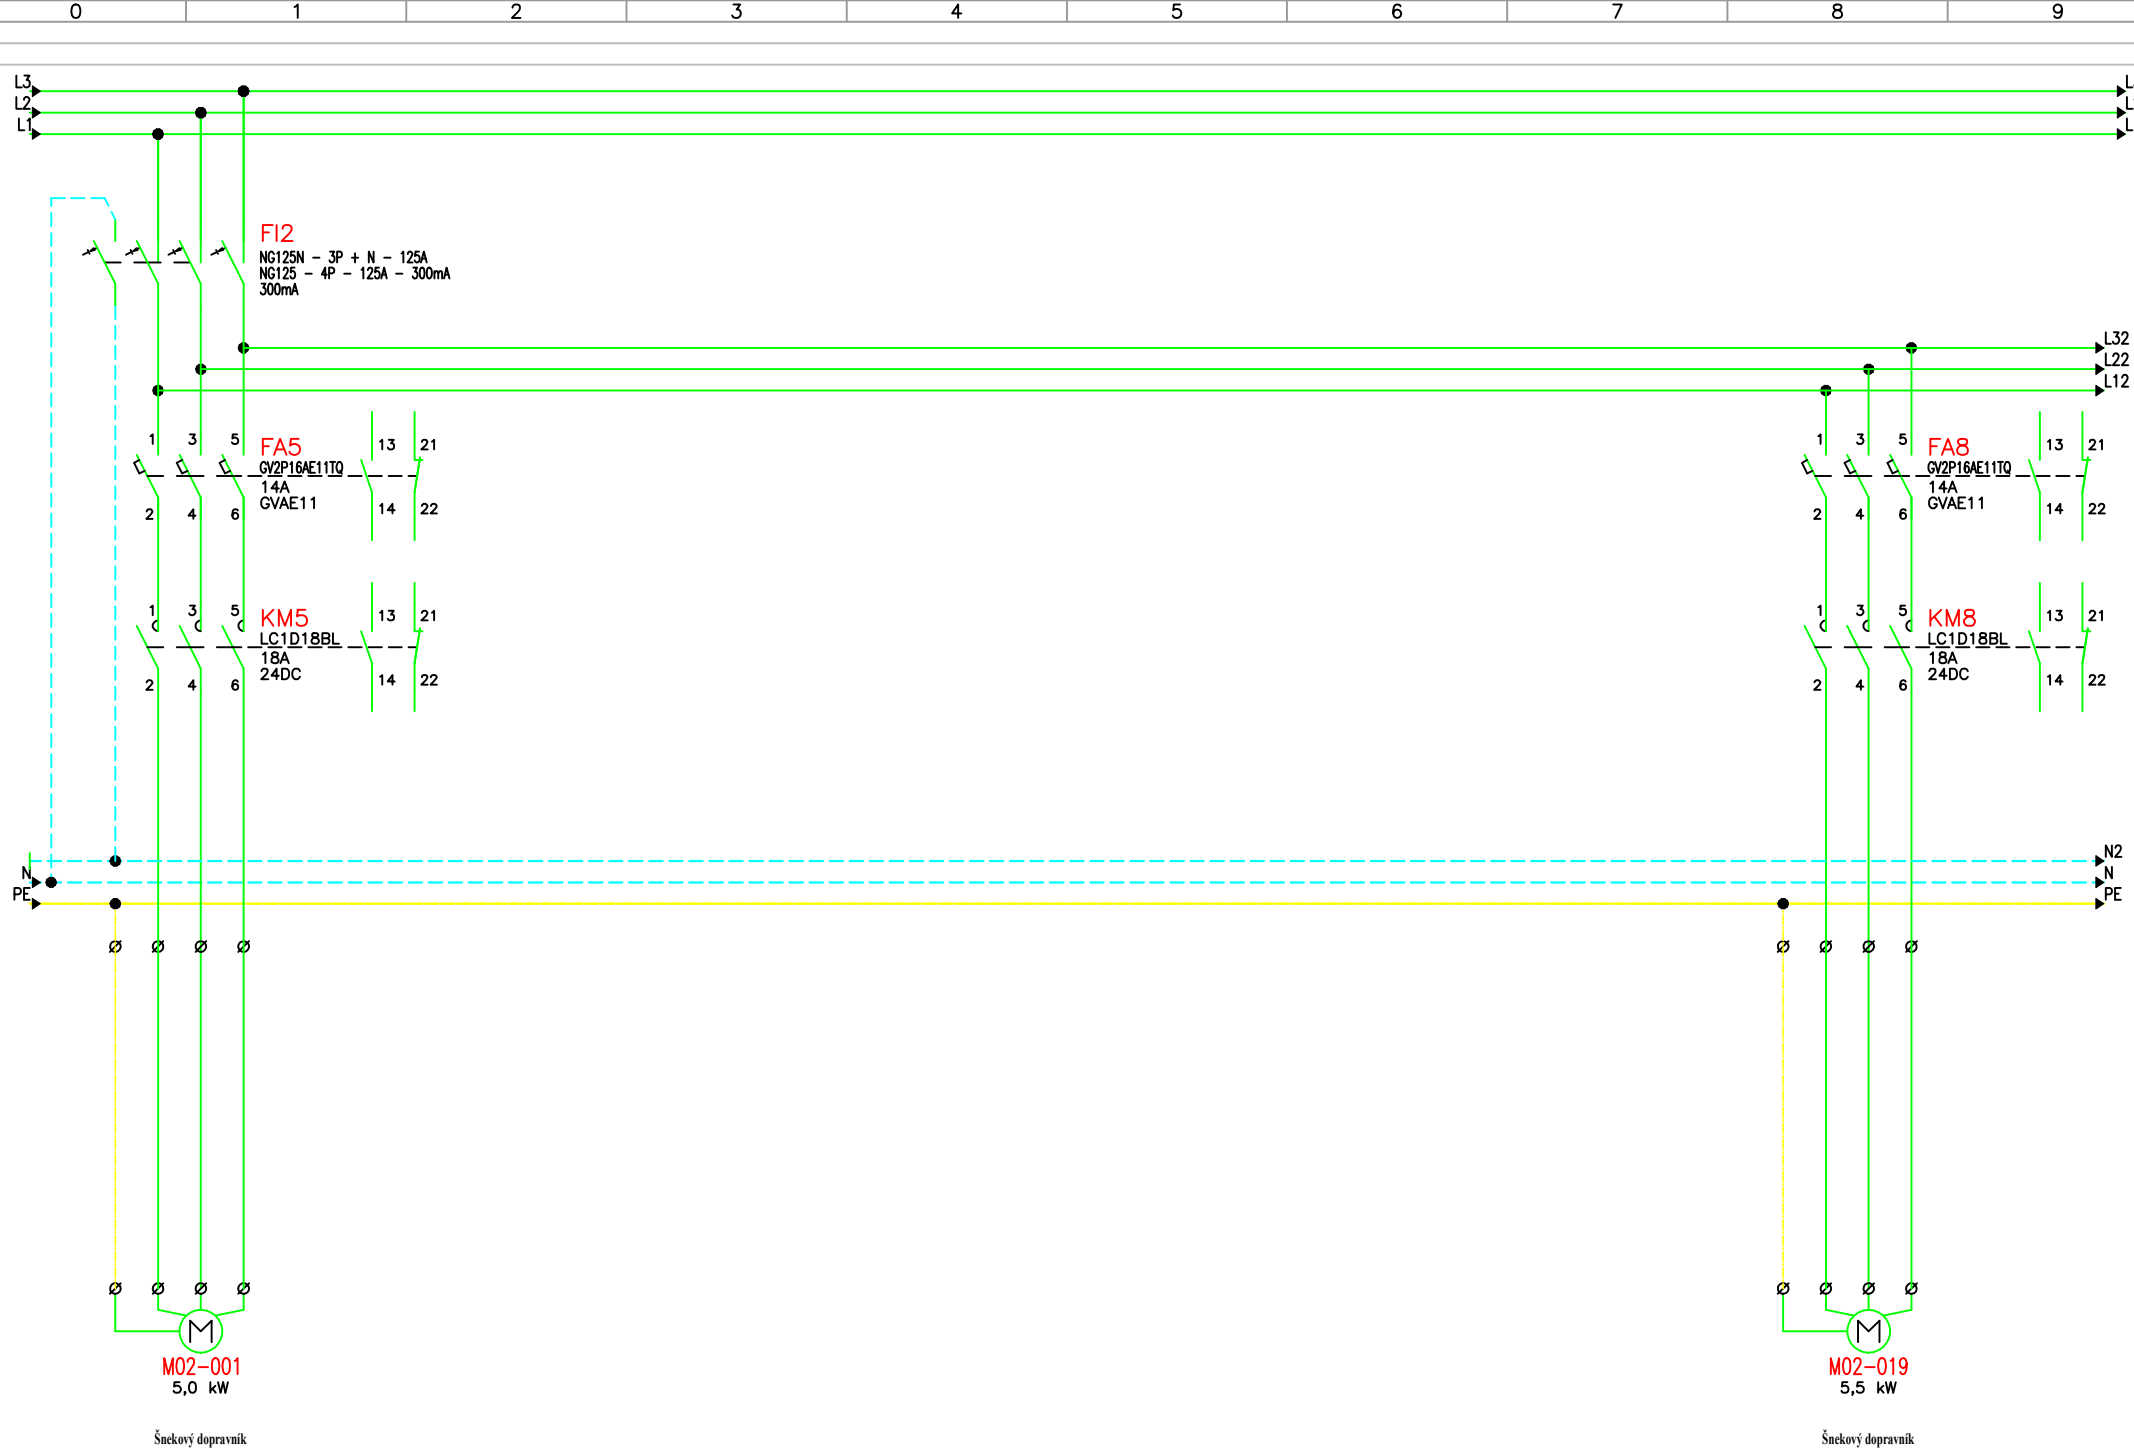 0 1 2 3 4 5 6 7 8 9
L3
L2
L1
FI2
NG125N - 3P + N - 125A
NG125 - 4P - 125A - 300mA
300mA
L32
L22
L12
1 3 5
FA5
GV2P16AE11TQ
14A
GVAE11
2 4 6
13 21
14 22
1 3 5
FA8
GV2P16AE11TQ
14A
GVAE11
2 4 6
13 21
14 22
1 3 5
KM5
LC1D18BL
18A
24DC
2 4 6
13 21
14 22
1 3 5
KM8
LC1D18BL
18A
24DC
2 4 6
13 21
14 22
N
PE
N2
N
PE
M
M02-001
5,0 kW
Šnekový dopravník
M
M02-019
5,5 kW
Šnekový dopravník